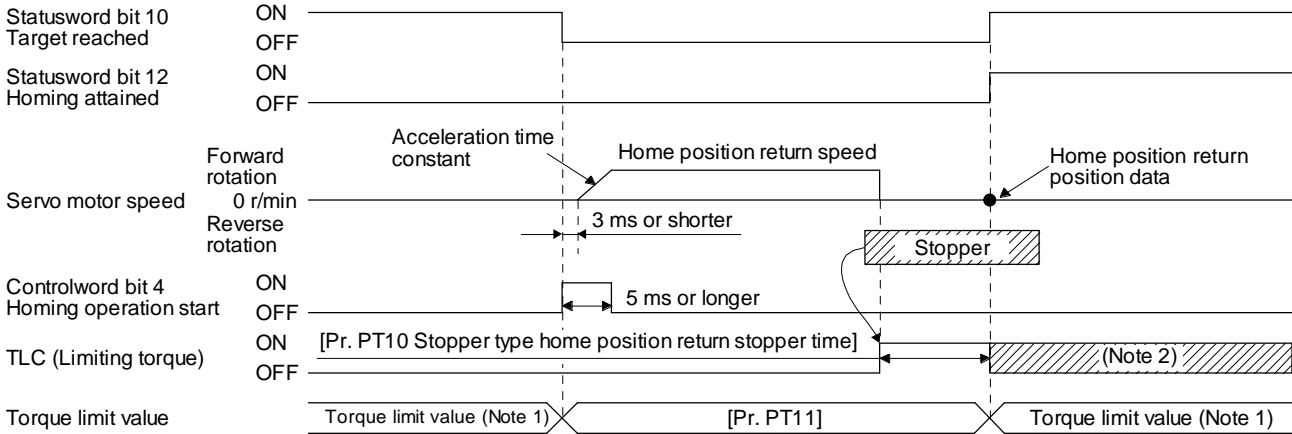 Statusword bit 10
Target reached
ON
OFF
Statusword bit 12
Homing attained
ON
OFF
Acceleration time
constant
Home position return speed
Home position return
position data
Servo motor speed
Forward
rotation
0 r/min
Reverse
rotation
3 ms or shorter
Stopper
Controlword bit 4
Homing operation start
ON
OFF
5 ms or longer
TLC (Limiting torque)
ON
OFF
[Pr. PT10 Stopper type home position return stopper time]
(Note 2)
Torque limit value
Torque limit value (Note 1)
[Pr. PT11]
Torque limit value (Note 1)